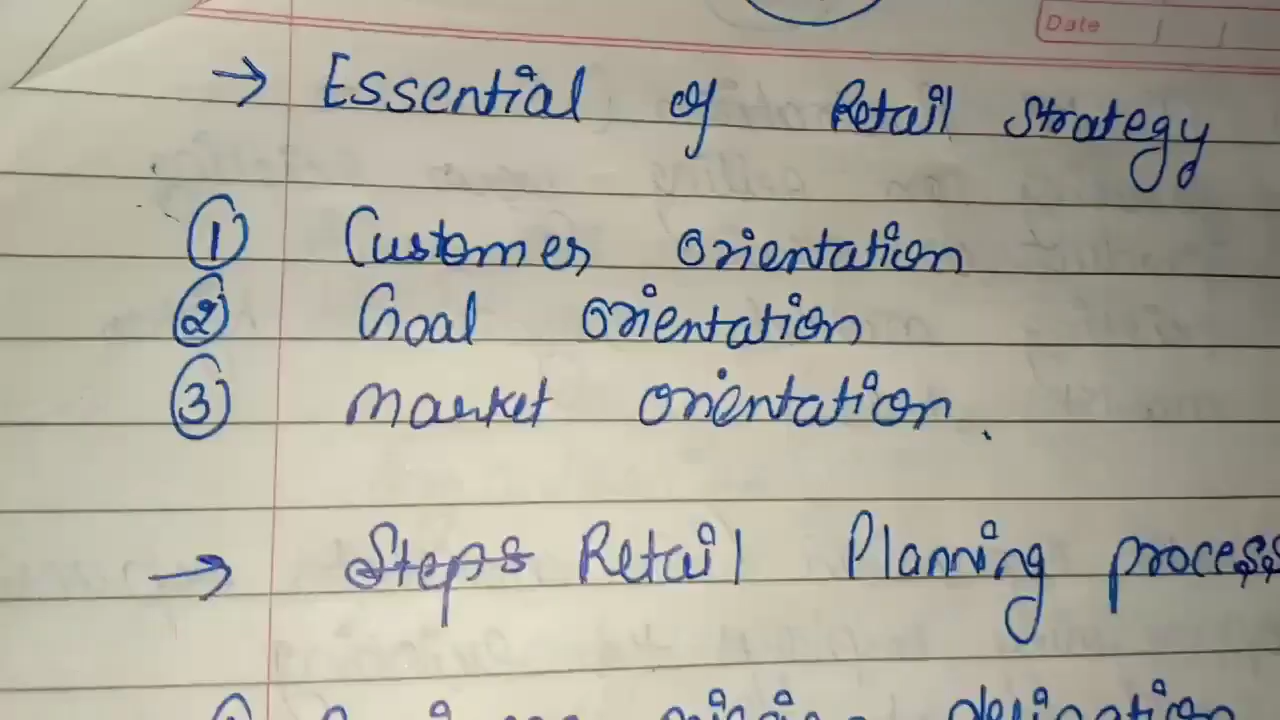 Date
→ Essential of Retail Strategy
① Customer orientation
② Goal orientation
③ Market orientation.
→ Steps Retail Planning process